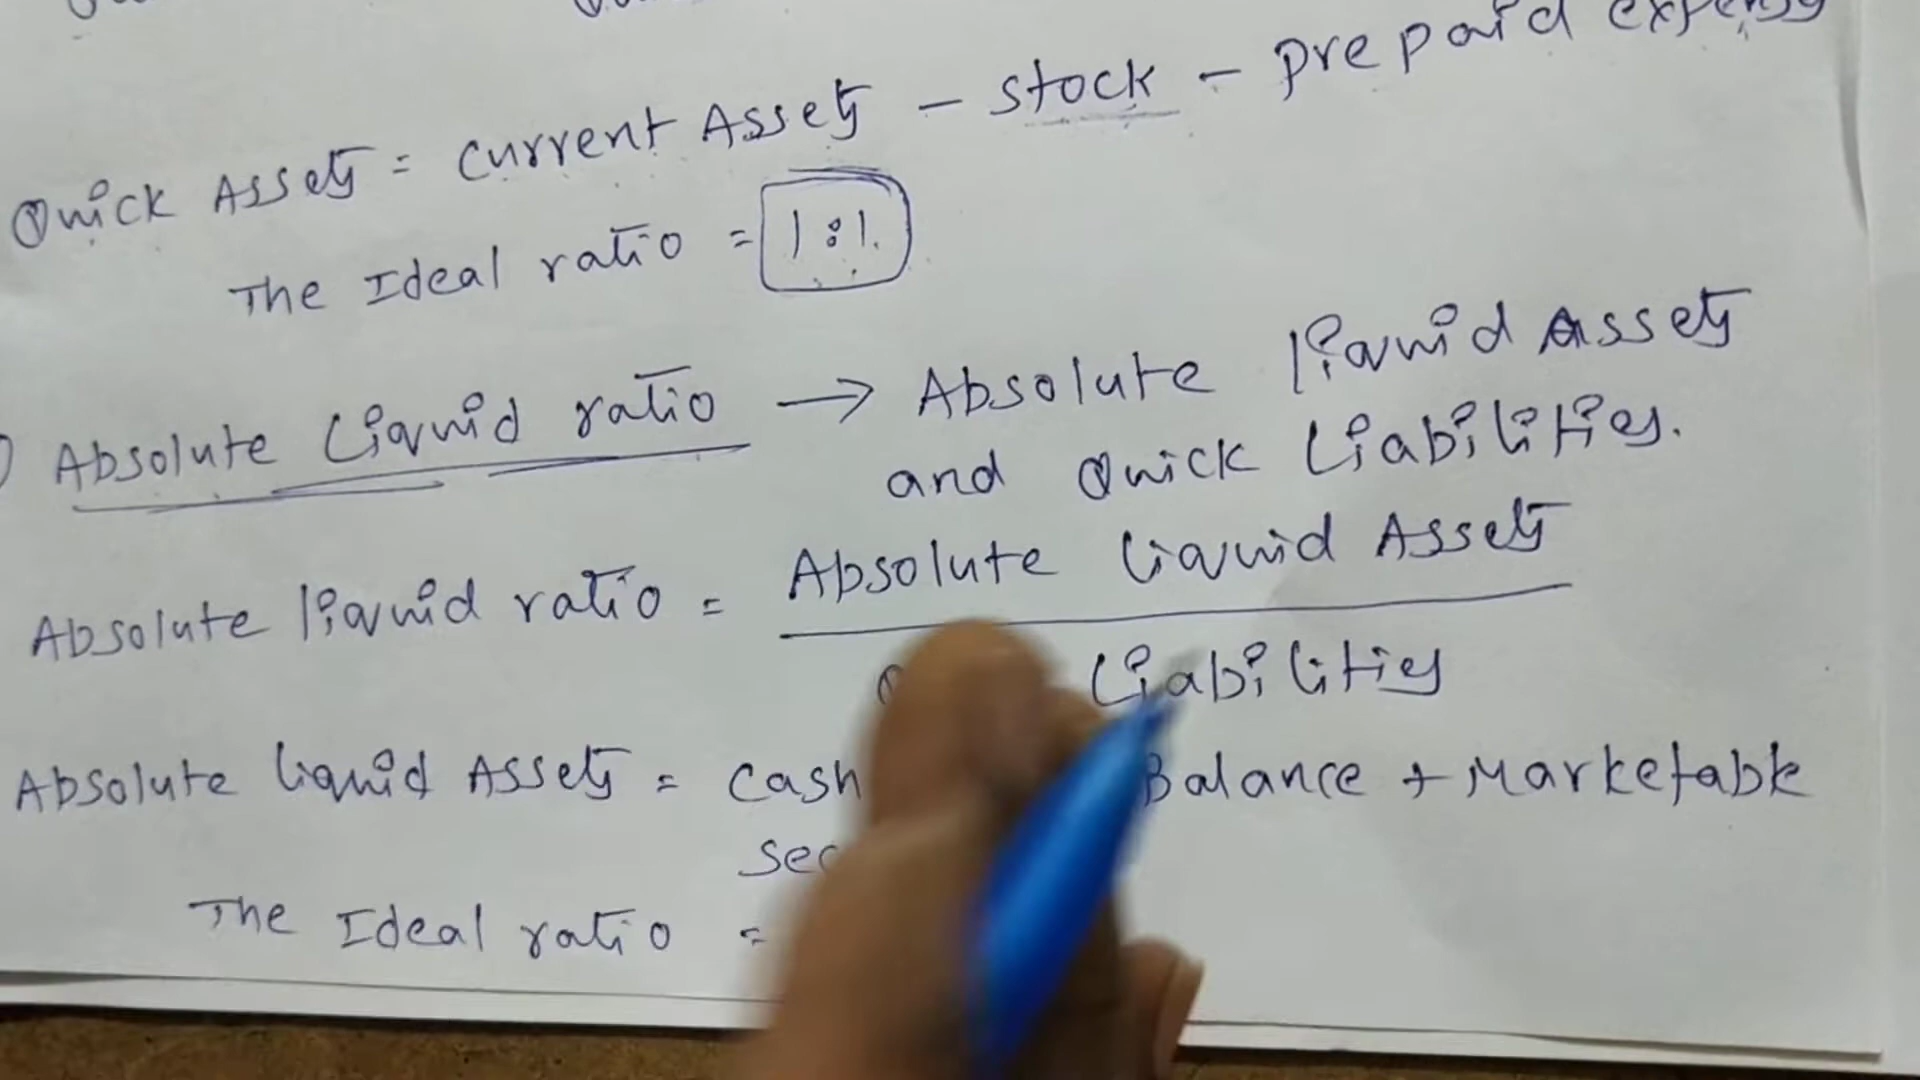 Quick Assets = Current Assets - stock - prepaid expenses
The Ideal ratio = 1:1.
Absolute Liquid ratio → Absolute liquid Assets
and Quick Liabilities.
Absolute liquid ratio = Absolute Liquid Assets
Liabilities
Absolute liquid Assets = Cash Balance + Marketable
Sec
The Ideal ratio =